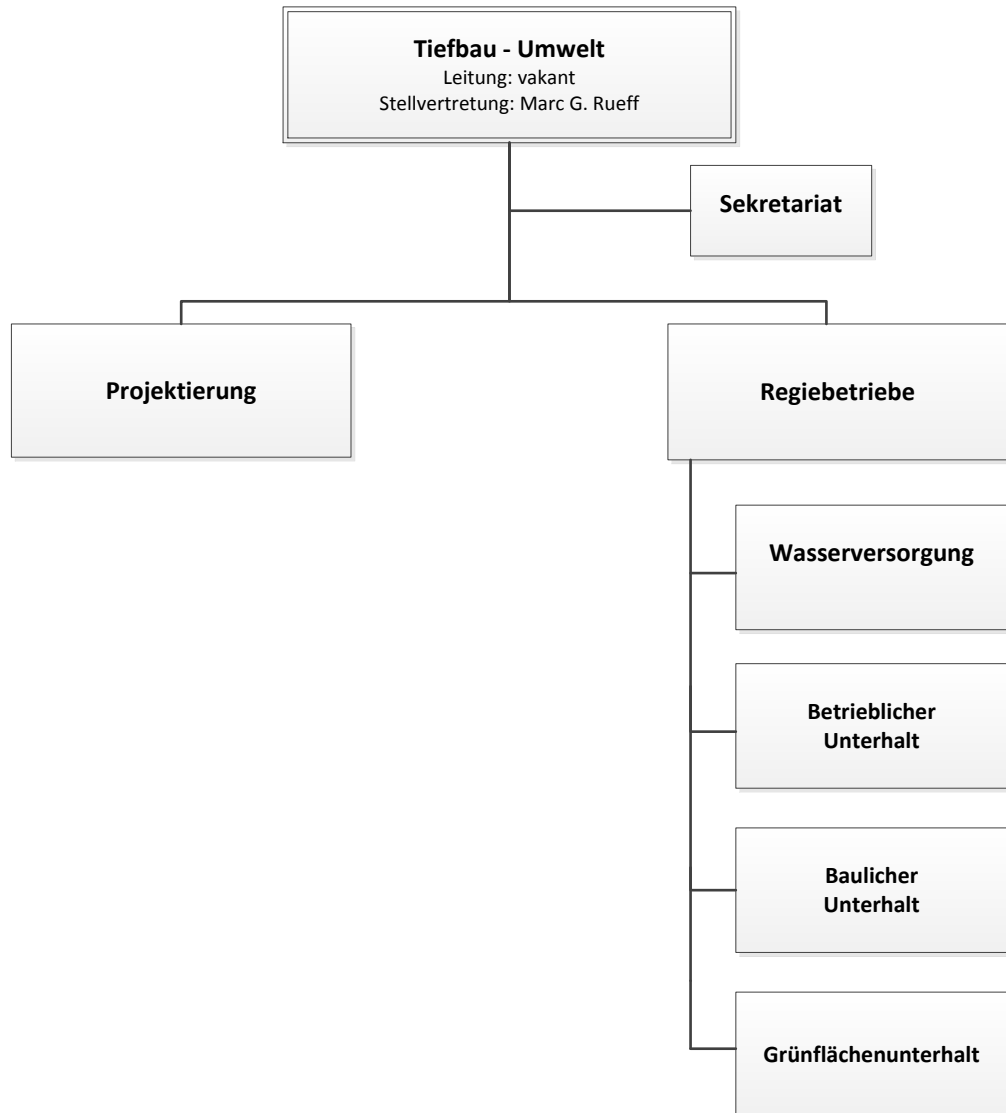 Tiefbau - Umwelt
Leitung: vakant
Stellvertretung: Marc G. Rueff
Sekretariat
Projektierung
Regiebetriebe
Wasserversorgung
Betrieblicher
Unterhalt
Baulicher
Unterhalt
Grünflächenunterhalt